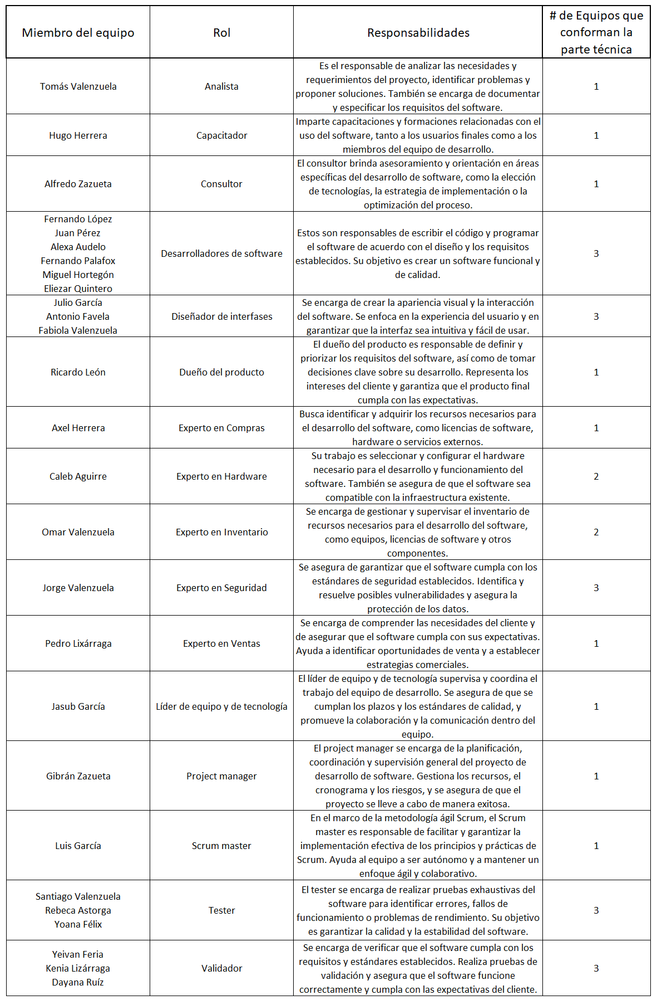 Miembro del equipo
Rol
Responsabilidades
# de Equipos que
conforman la
parte técnica
Tomás Valenzuela
Analista
Es el responsable de analizar las necesidades y
requerimientos del proyecto, identificar problemas y
proponer soluciones. También se encarga de documentar
y especificar los requisitos del software.
1
Hugo Herrera
Capacitador
Imparte capacitaciones y formaciones relacionadas con el
uso del software, tanto a los usuarios finales como a los
miembros del equipo de desarrollo.
1
Alfredo Zazueta
Consultor
El consultor brinda asesoramiento y orientación en áreas
específicas del desarrollo de software, como la elección
de tecnologías, la estrategia de implementación o la
optimización del proceso.
1
Fernando López
Juan Pérez
Alexa Audelo
Fernando Palafox
Miguel Hortegón
Eliezar Quintero
Desarrolladores de software
Estos son responsables de escribir el código y programar
el software de acuerdo con el diseño y los requisitos
establecidos. Su objetivo es crear un software funcional y
de calidad.
3
Julio García
Antonio Favela
Fabiola Valenzuela
Diseñador de interfases
Se encarga de crear la apariencia visual y la interacción
del software. Se enfoca en la experiencia del usuario y en
garantizar que la interfaz sea intuitiva y fácil de usar.
3
Ricardo León
Dueño del producto
El dueño del producto es responsable de definir y
priorizar los requisitos del software, así como de tomar
decisiones clave sobre su desarrollo. Representa los
intereses del cliente y garantiza que el producto final
cumpla con las expectativas.
1
Axel Herrera
Experto en Compras
Busca identificar y adquirir los recursos necesarios para
el desarrollo del software, como licencias de software,
hardware o servicios externos.
1
Caleb Aguirre
Experto en Hardware
Su trabajo es seleccionar y configurar el hardware
necesario para el desarrollo y funcionamiento del
software. También se asegura de que el software sea
compatible con la infraestructura existente.
2
Omar Valenzuela
Experto en Inventario
Se encarga de gestionar y supervisar el inventario de
recursos necesarios para el desarrollo del software,
como equipos, licencias de software y otros
componentes.
2
Jorge Valenzuela
Experto en Seguridad
Se asegura de garantizar que el software cumpla con los
estándares de seguridad establecidos. Identifica y
resuelve posibles vulnerabilidades y asegura la
protección de los datos.
3
Pedro Lixárraga
Experto en Ventas
Se encarga de comprender las necesidades del cliente y
de asegurar que el software cumpla con sus expectativas.
Ayuda a identificar oportunidades de venta y a establecer
estrategias comerciales.
1
Jasub García
Líder de equipo y de tecnología
El líder de equipo y de tecnología supervisa y coordina el
trabajo del equipo de desarrollo. Se asegura de que se
cumplan los plazos y los estándares de calidad, y
promueve la colaboración y la comunicación dentro del
equipo.
1
Gibrán Zazueta
Project manager
El project manager se encarga de la planificación,
coordinación y supervisión general del proyecto de
desarrollo de software. Gestiona los recursos, el
cronograma y los riesgos, y se asegura de que el
proyecto se lleve a cabo de manera exitosa.
1
Luis García
Scrum master
En el marco de la metodología ágil Scrum, el Scrum
master es responsable de facilitar y garantizar la
implementación efectiva de los principios y prácticas de
Scrum. Ayuda al equipo a ser autónomo y a mantener un
enfoque ágil y colaborativo.
1
Santiago Valenzuela
Rebeca Astorga
Yoana Félix
Tester
El tester se encarga de realizar pruebas exhaustivas del
software para identificar errores, fallos de
funcionamiento o problemas de rendimiento. Su objetivo
es garantizar la calidad y la estabilidad del software.
3
Yeivan Feria
Kenia Lizárraga
Dayana Ruíz
Validador
Se encarga de verificar que el software cumpla con los
requisitos y estándares establecidos. Realiza pruebas de
validación y asegura que el software funcione
correctamente y cumpla con las expectativas del cliente.
3